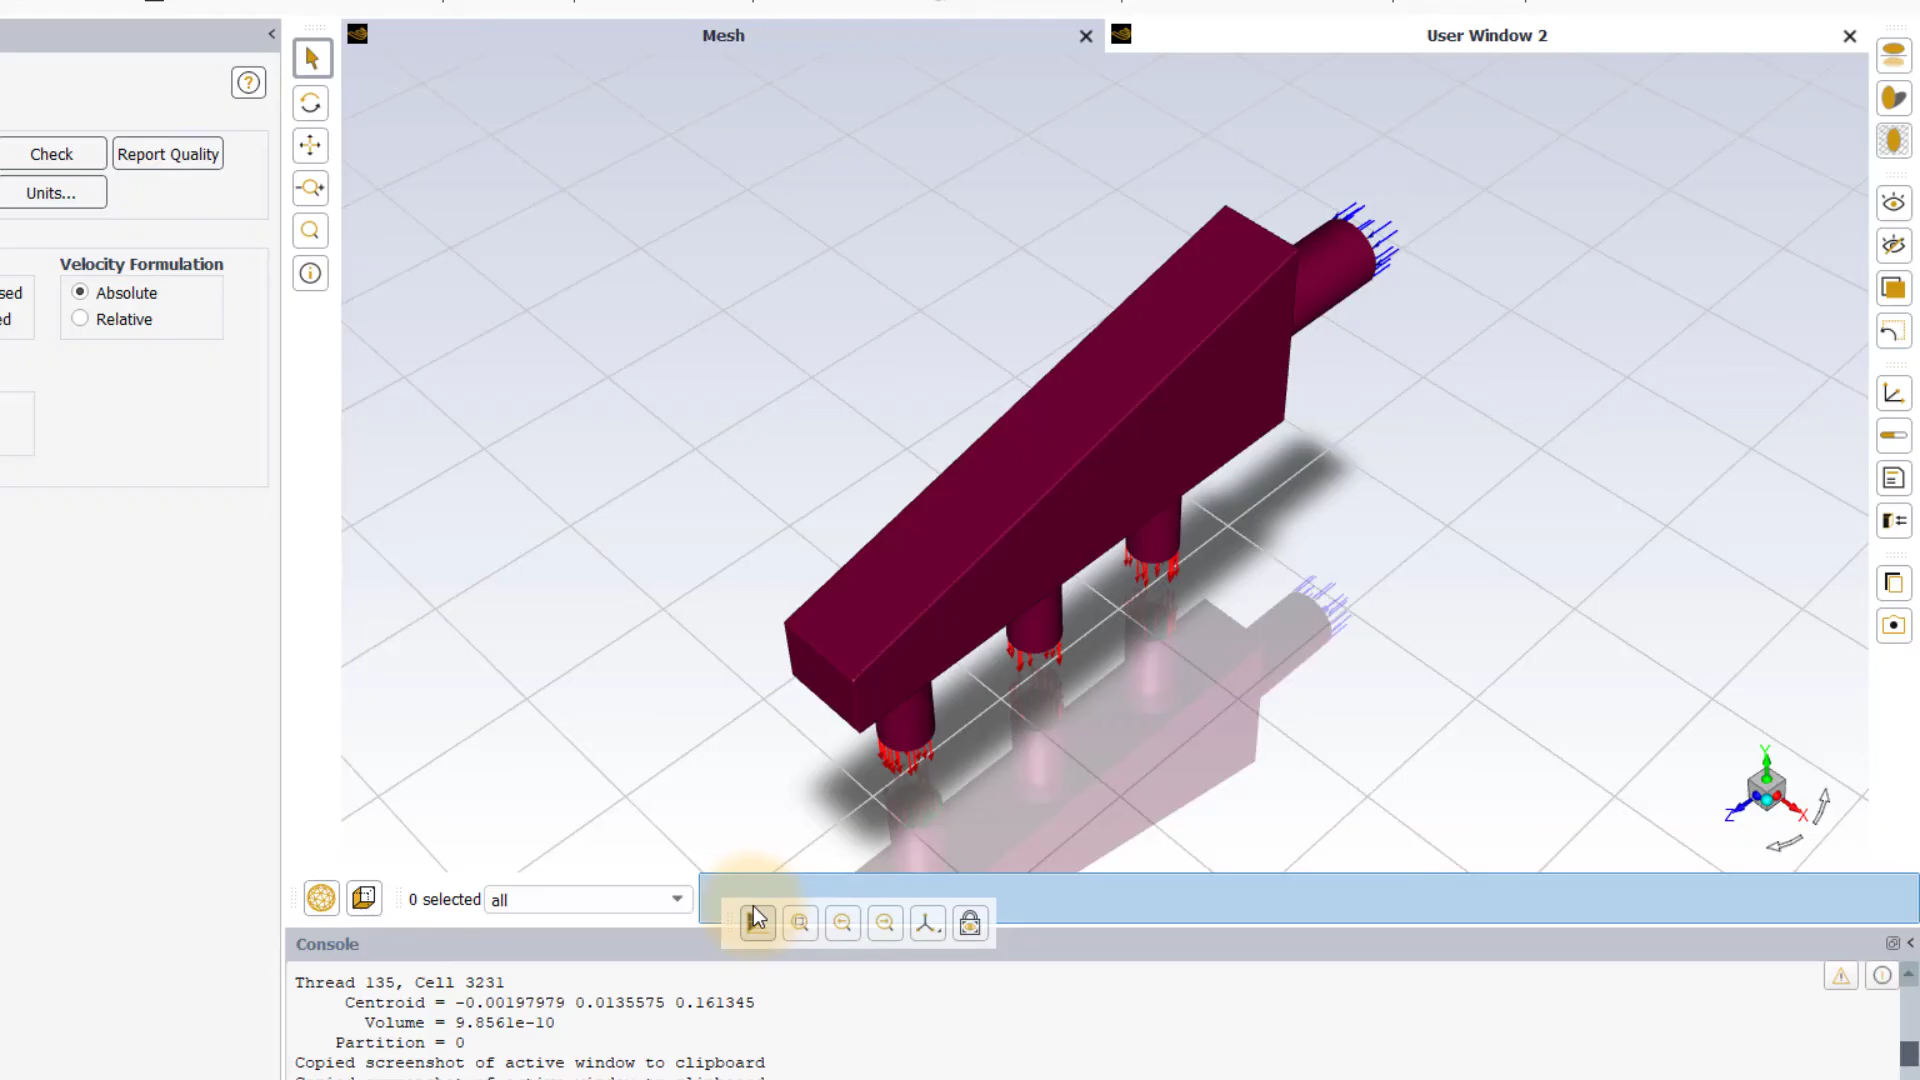 Mesh
User Window 2
Check
Report Quality
Units...
Velocity Formulation
sed
Absolute
ed
Relative
Y
Z
X
0 selected
all
Console
Thread 135, Cell 3231
Centroid = -0.00197979 0.0135575 0.161345
Volume = 9.8561e-10
Partition = 0
Copied screenshot of active window to clipboard